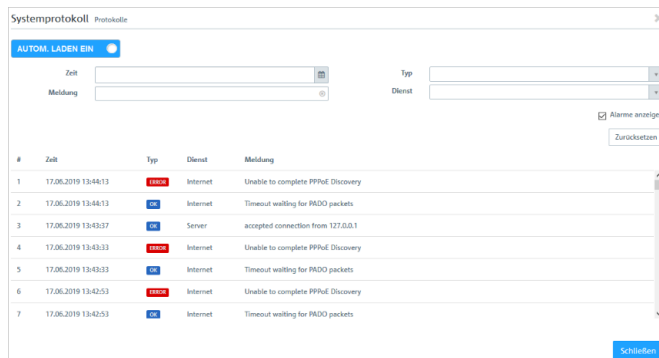 Systemprotokoll Protokolle
AUTOM. LADEN EIN
Zeit Typ
Meldung Dienst
Alarme anzeige
Zurücksetzen
# Zeit Typ Dienst Meldung
1 17.06.2019 13:44:13 ERROR Internet Unable to complete PPPoE Discovery
2 17.06.2019 13:44:13 OK Internet Timeout waiting for PADO packets
3 17.06.2019 13:43:37 OK Server accepted connection from 127.0.0.1
4 17.06.2019 13:43:33 ERROR Internet Unable to complete PPPoE Discovery
5 17.06.2019 13:43:33 OK Internet Timeout waiting for PADO packets
6 17.06.2019 13:42:53 ERROR Internet Unable to complete PPPoE Discovery
7 17.06.2019 13:42:53 OK Internet Timeout waiting for PADO packets
Schließen